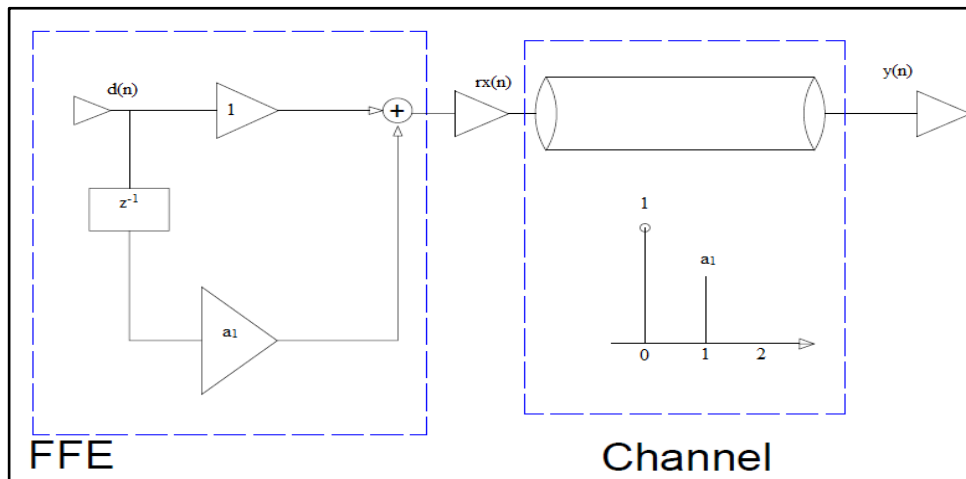 d(n)
1
+
rx(n)
y(n)
z⁻¹
a₁
1
a₁
0 1 2
FFE
Channel